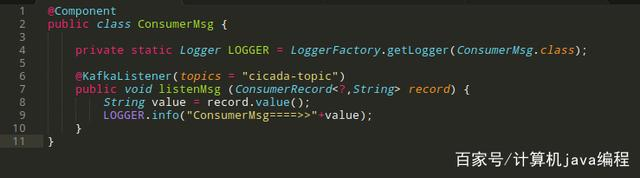 1 @Component
2 public class ConsumerMsg {
3
4     private static Logger LOGGER = LoggerFactory.getLogger(ConsumerMsg.class);
5
6     @KafkaListener(topics = "cicada-topic")
7     public void listenMsg (ConsumerRecord<?,String> record) {
8         String value = record.value();
9         LOGGER.info("ConsumerMsg====>>"+value);
10     }
11 }
百家号/计算机java编程